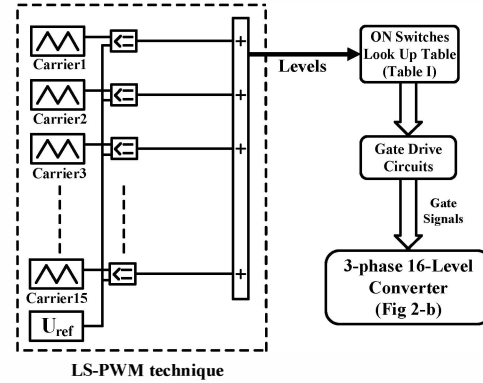 Carrier1
<=
+
Carrier2
<=
+
Carrier3
<=
+
Carrier15
<=
+
Uref
LS-PWM technique
Levels
ON Switches
Look Up Table
(Table I)
Gate Drive
Circuits
Gate
Signals
3-phase 16-Level
Converter
(Fig 2-b)